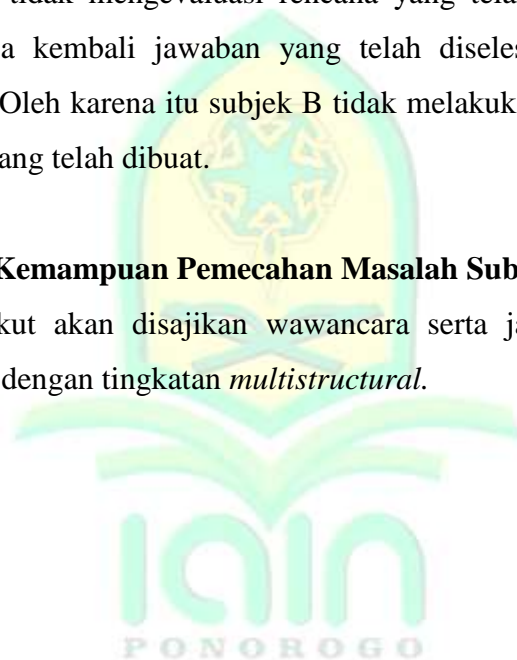 tidak mengevaluasi rencana yang tela
a kembali jawaban yang telah diseles
Oleh karena itu subjek B tidak melakuk
ang telah dibuat.
Kemampuan Pemecahan Masalah Sub
kut akan disajikan wawancara serta ja
dengan tingkatan multistructural.
iain
PONOROGO